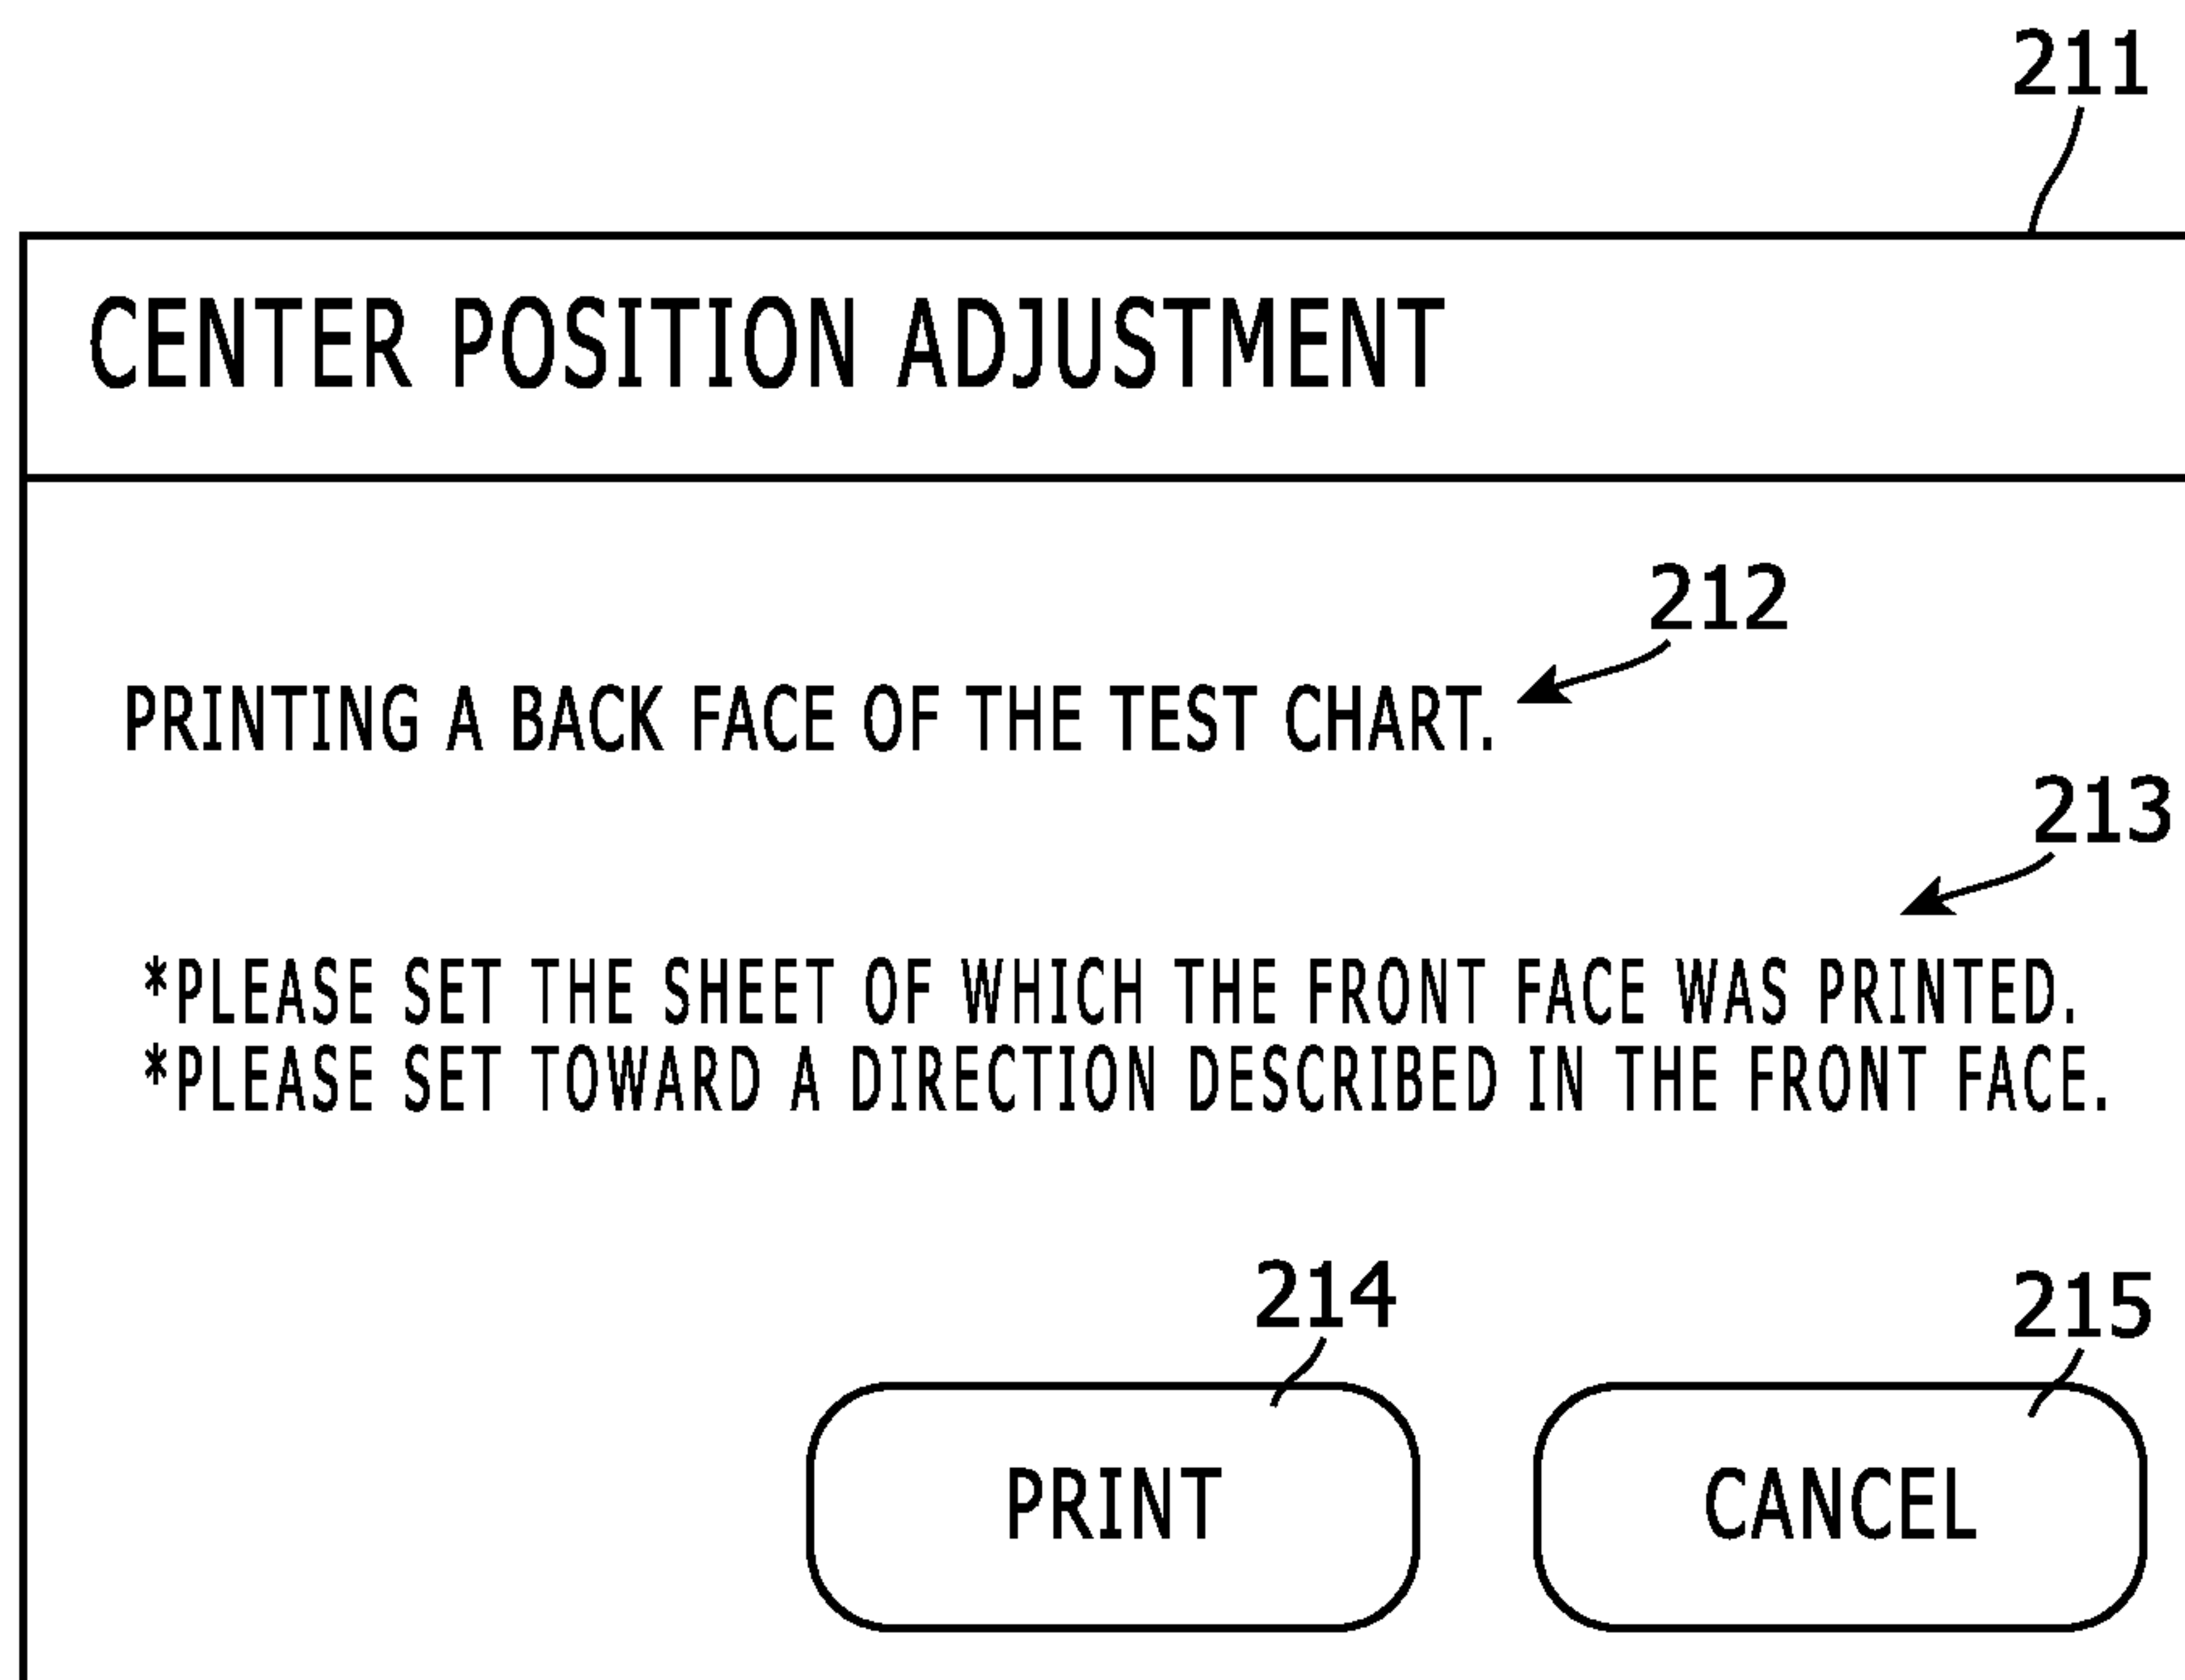 211
CENTER POSITION ADJUSTMENT
212
PRINTING A BACK FACE OF THE TEST CHART.
213
*PLEASE SET THE SHEET OF WHICH THE FRONT FACE WAS PRINTED.
*PLEASE SET TOWARD A DIRECTION DESCRIBED IN THE FRONT FACE.
214 215
PRINT CANCEL